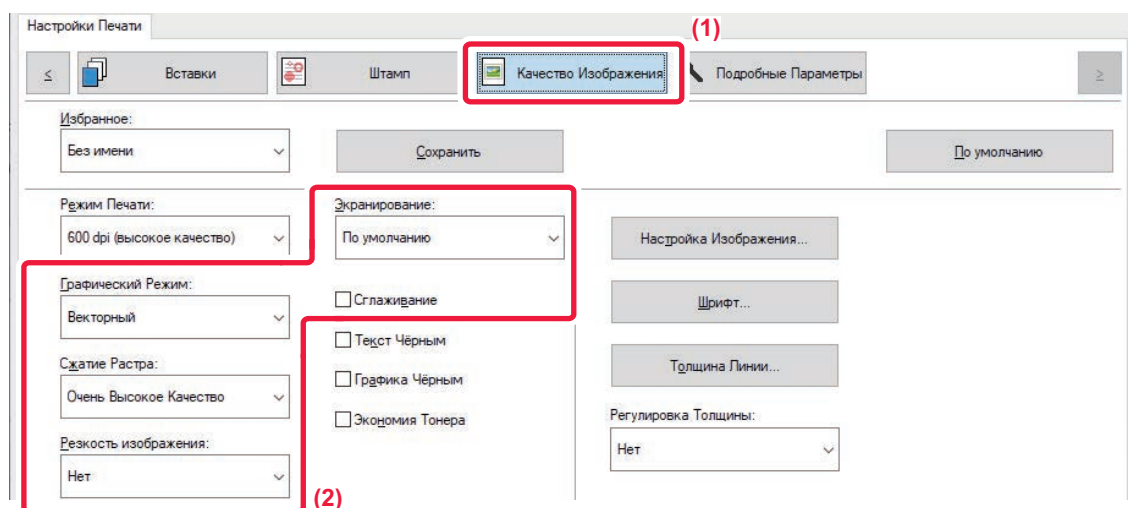 Настройки Печати
(1)
≤
Вставки
Штамп
Качество Изображения
Подробные Параметры
≥
Избранное:
Без имени
Сохранить
По умолчанию
Режим Печати:
600 dpi (высокое качество)
Экранирование:
По умолчанию
Настройка Изображения...
Графический Режим:
Векторный
Сглаживание
Шрифт...
Текст Чёрным
Сжатие Растра:
Очень Высокое Качество
Графика Чёрным
Толщина Линии...
Экономия Тонера
Регулировка Толщины:
Нет
Резкость изображения:
Нет
(2)